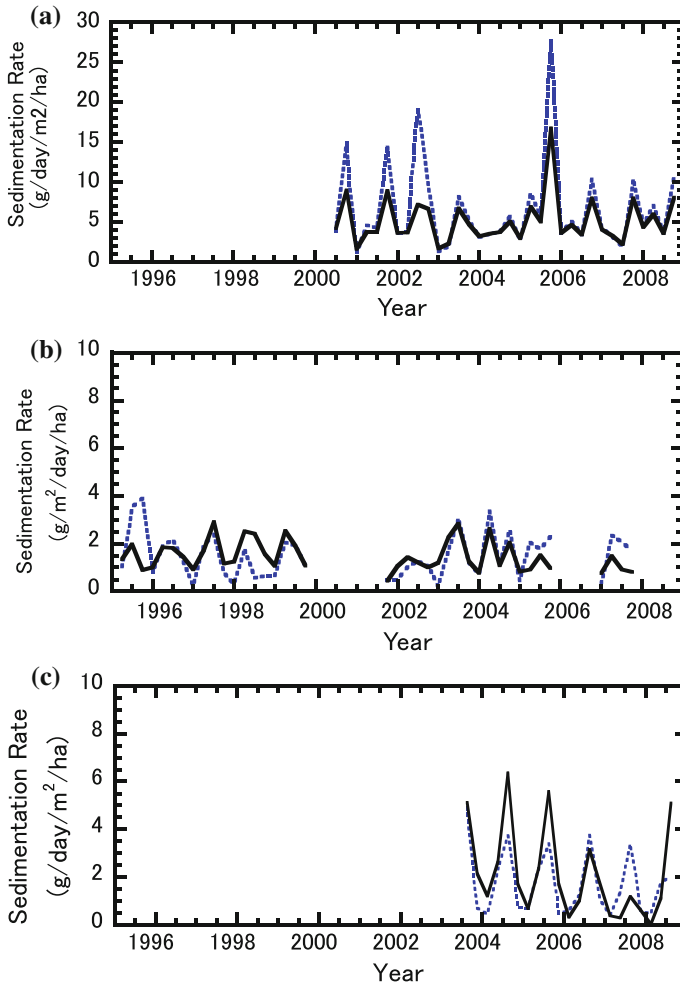 (a)
Sedimentation Rate
(g/day/m2/ha)
30
25
20
15
10
5
0
1996 1998 2000 2002 2004 2006 2008
Year
(b)
Sedimentation Rate
(g/m²/day/ha)
10
8
6
4
2
0
1996 1998 2000 2002 2004 2006 2008
Year
(c)
Sedimentation Rate
(g/day/m²/ha)
10
8
6
4
2
0
1996 1998 2000 2002 2004 2006 2008
Year